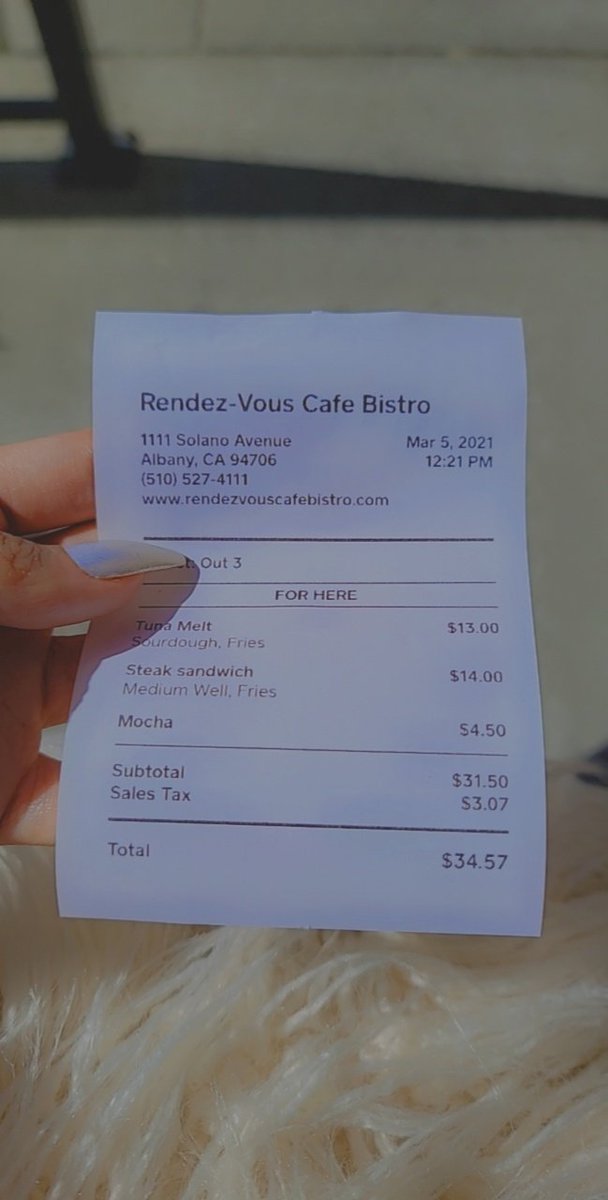 Rendez-Vous Cafe Bistro
1111 Solano Avenue Mar 5, 2021
Albany, CA 94706 12:21 PM
(510) 527-4111
www.rendezvouscafebistro.com
Out 3
FOR HERE
Tuna Melt $13.00
Sourdough, Fries
Steak sandwich $14.00
Medium Well, Fries
Mocha $4.50
Subtotal $31.50
Sales Tax $3.07
Total $34.57